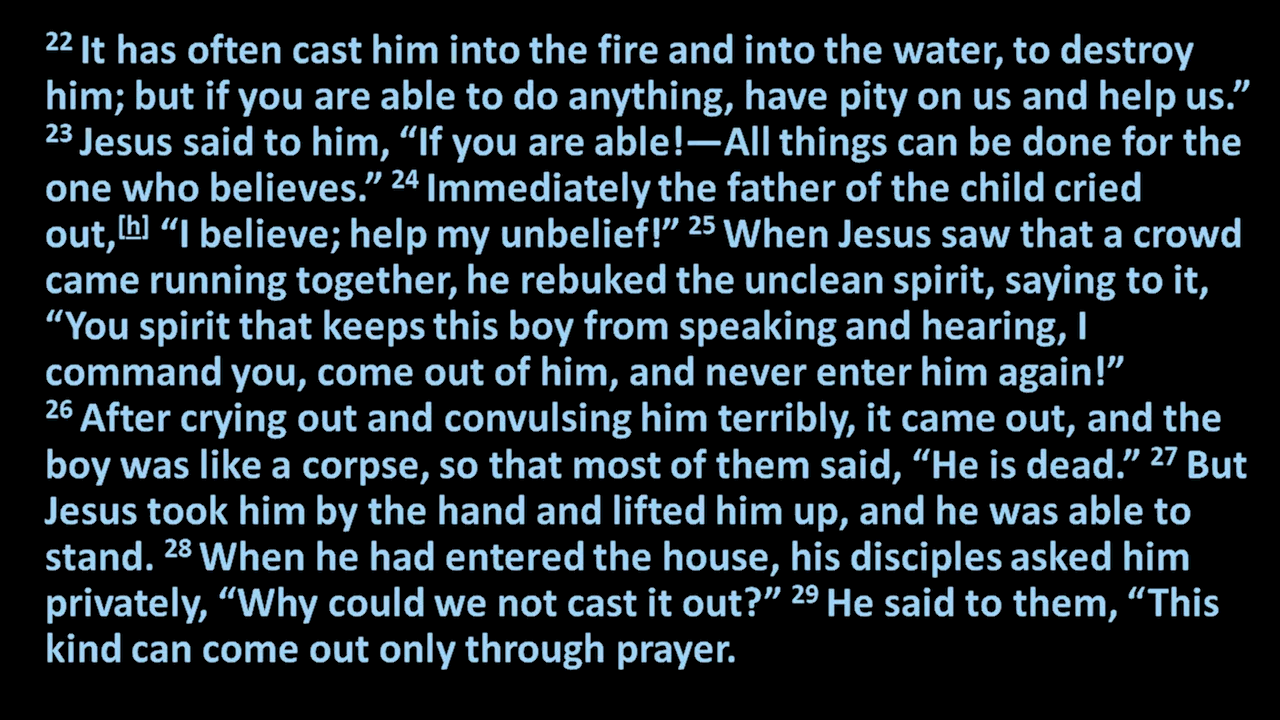 22 It has often cast him into the fire and into the water, to destroy
him; but if you are able to do anything, have pity on us and help us.”
23 Jesus said to him, “If you are able!—All things can be done for the
one who believes.” 24 Immediately the father of the child cried
out,[h] “I believe; help my unbelief!” 25 When Jesus saw that a crowd
came running together, he rebuked the unclean spirit, saying to it,
“You spirit that keeps this boy from speaking and hearing, I
command you, come out of him, and never enter him again!”
26 After crying out and convulsing him terribly, it came out, and the
boy was like a corpse, so that most of them said, “He is dead.” 27 But
Jesus took him by the hand and lifted him up, and he was able to
stand. 28 When he had entered the house, his disciples asked him
privately, “Why could we not cast it out?” 29 He said to them, “This
kind can come out only through prayer.